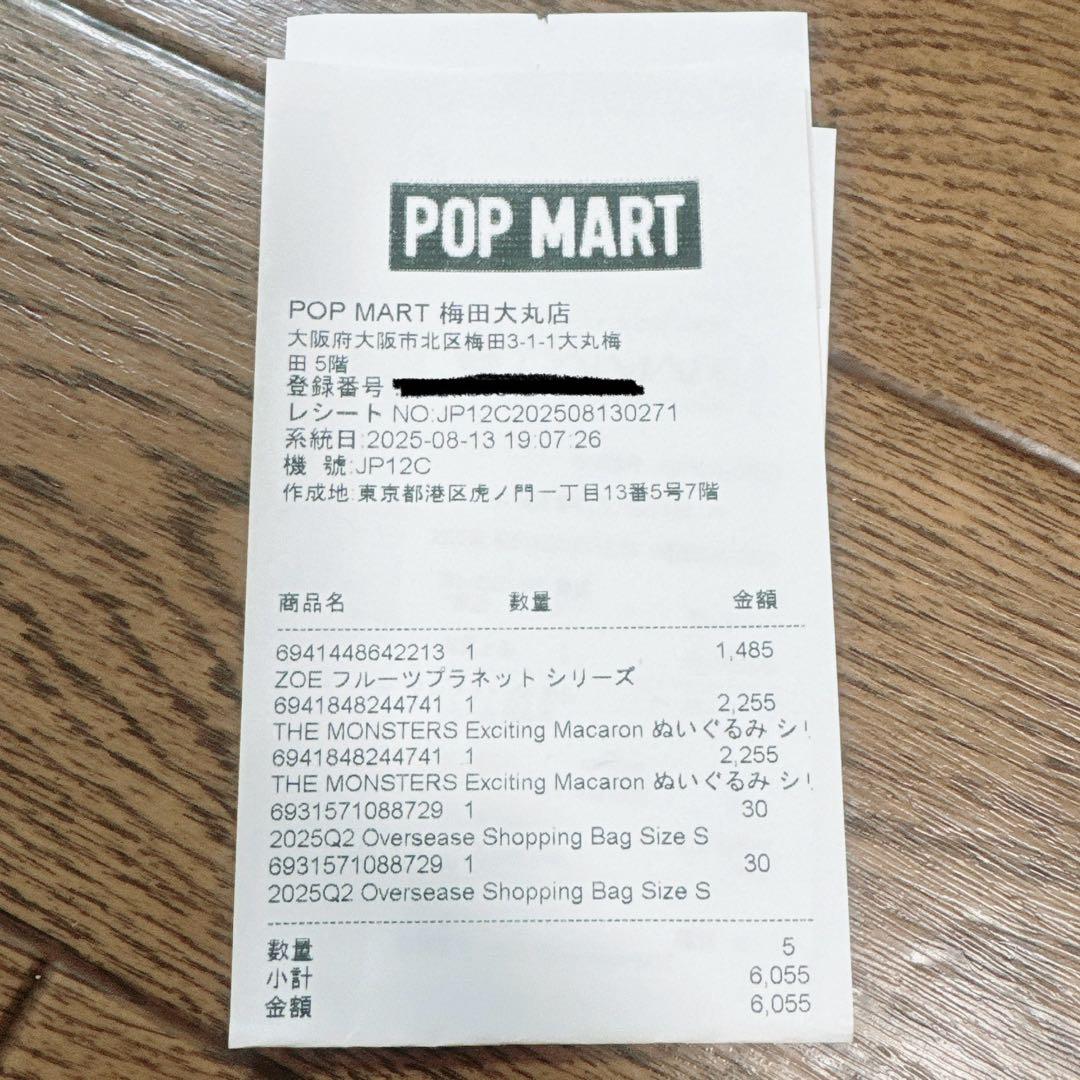 POP MART
POP MART 梅田大丸店
大阪府大阪市北区梅田3-1-1大丸梅
田 5階
登録番号
レシート NO:JP12C202508130271
系統日:2025-08-13 19:07:26
機 號:JP12C
作成地:東京都港区虎ノ門一丁目13番5号7階
商品名 数量 金額
6941448642213 1 1,485
ZOE フルーツプラネット シリーズ
6941848244741 1 2,255
THE MONSTERS Exciting Macaron ぬいぐるみ シリ
6941848244741 1 2,255
THE MONSTERS Exciting Macaron ぬいぐるみ シリ
6931571088729 1 30
2025Q2 Oversease Shopping Bag Size S
6931571088729 1 30
2025Q2 Oversease Shopping Bag Size S
数量 5
小計 6,055
金額 6,055